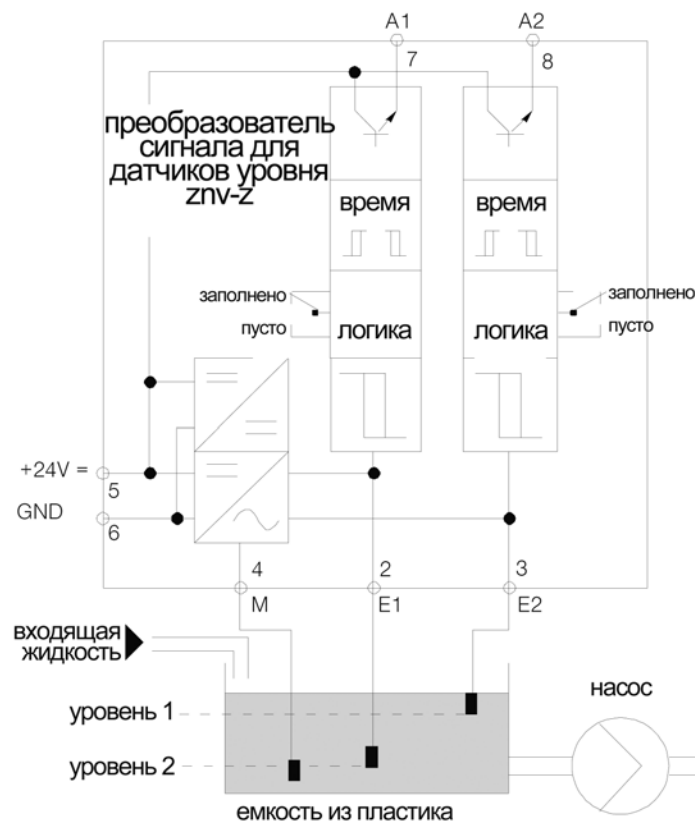 A1
A2
7
8
преобразователь
сигнала для
датчиков уровня
znv-z
время
время
заполнено
пусто
логика
логика
заполнено
пусто
+24V =
5
GND
6
4
2
3
M
E1
E2
входящая
жидкость
уровень 1
уровень 2
насос
емкость из пластика